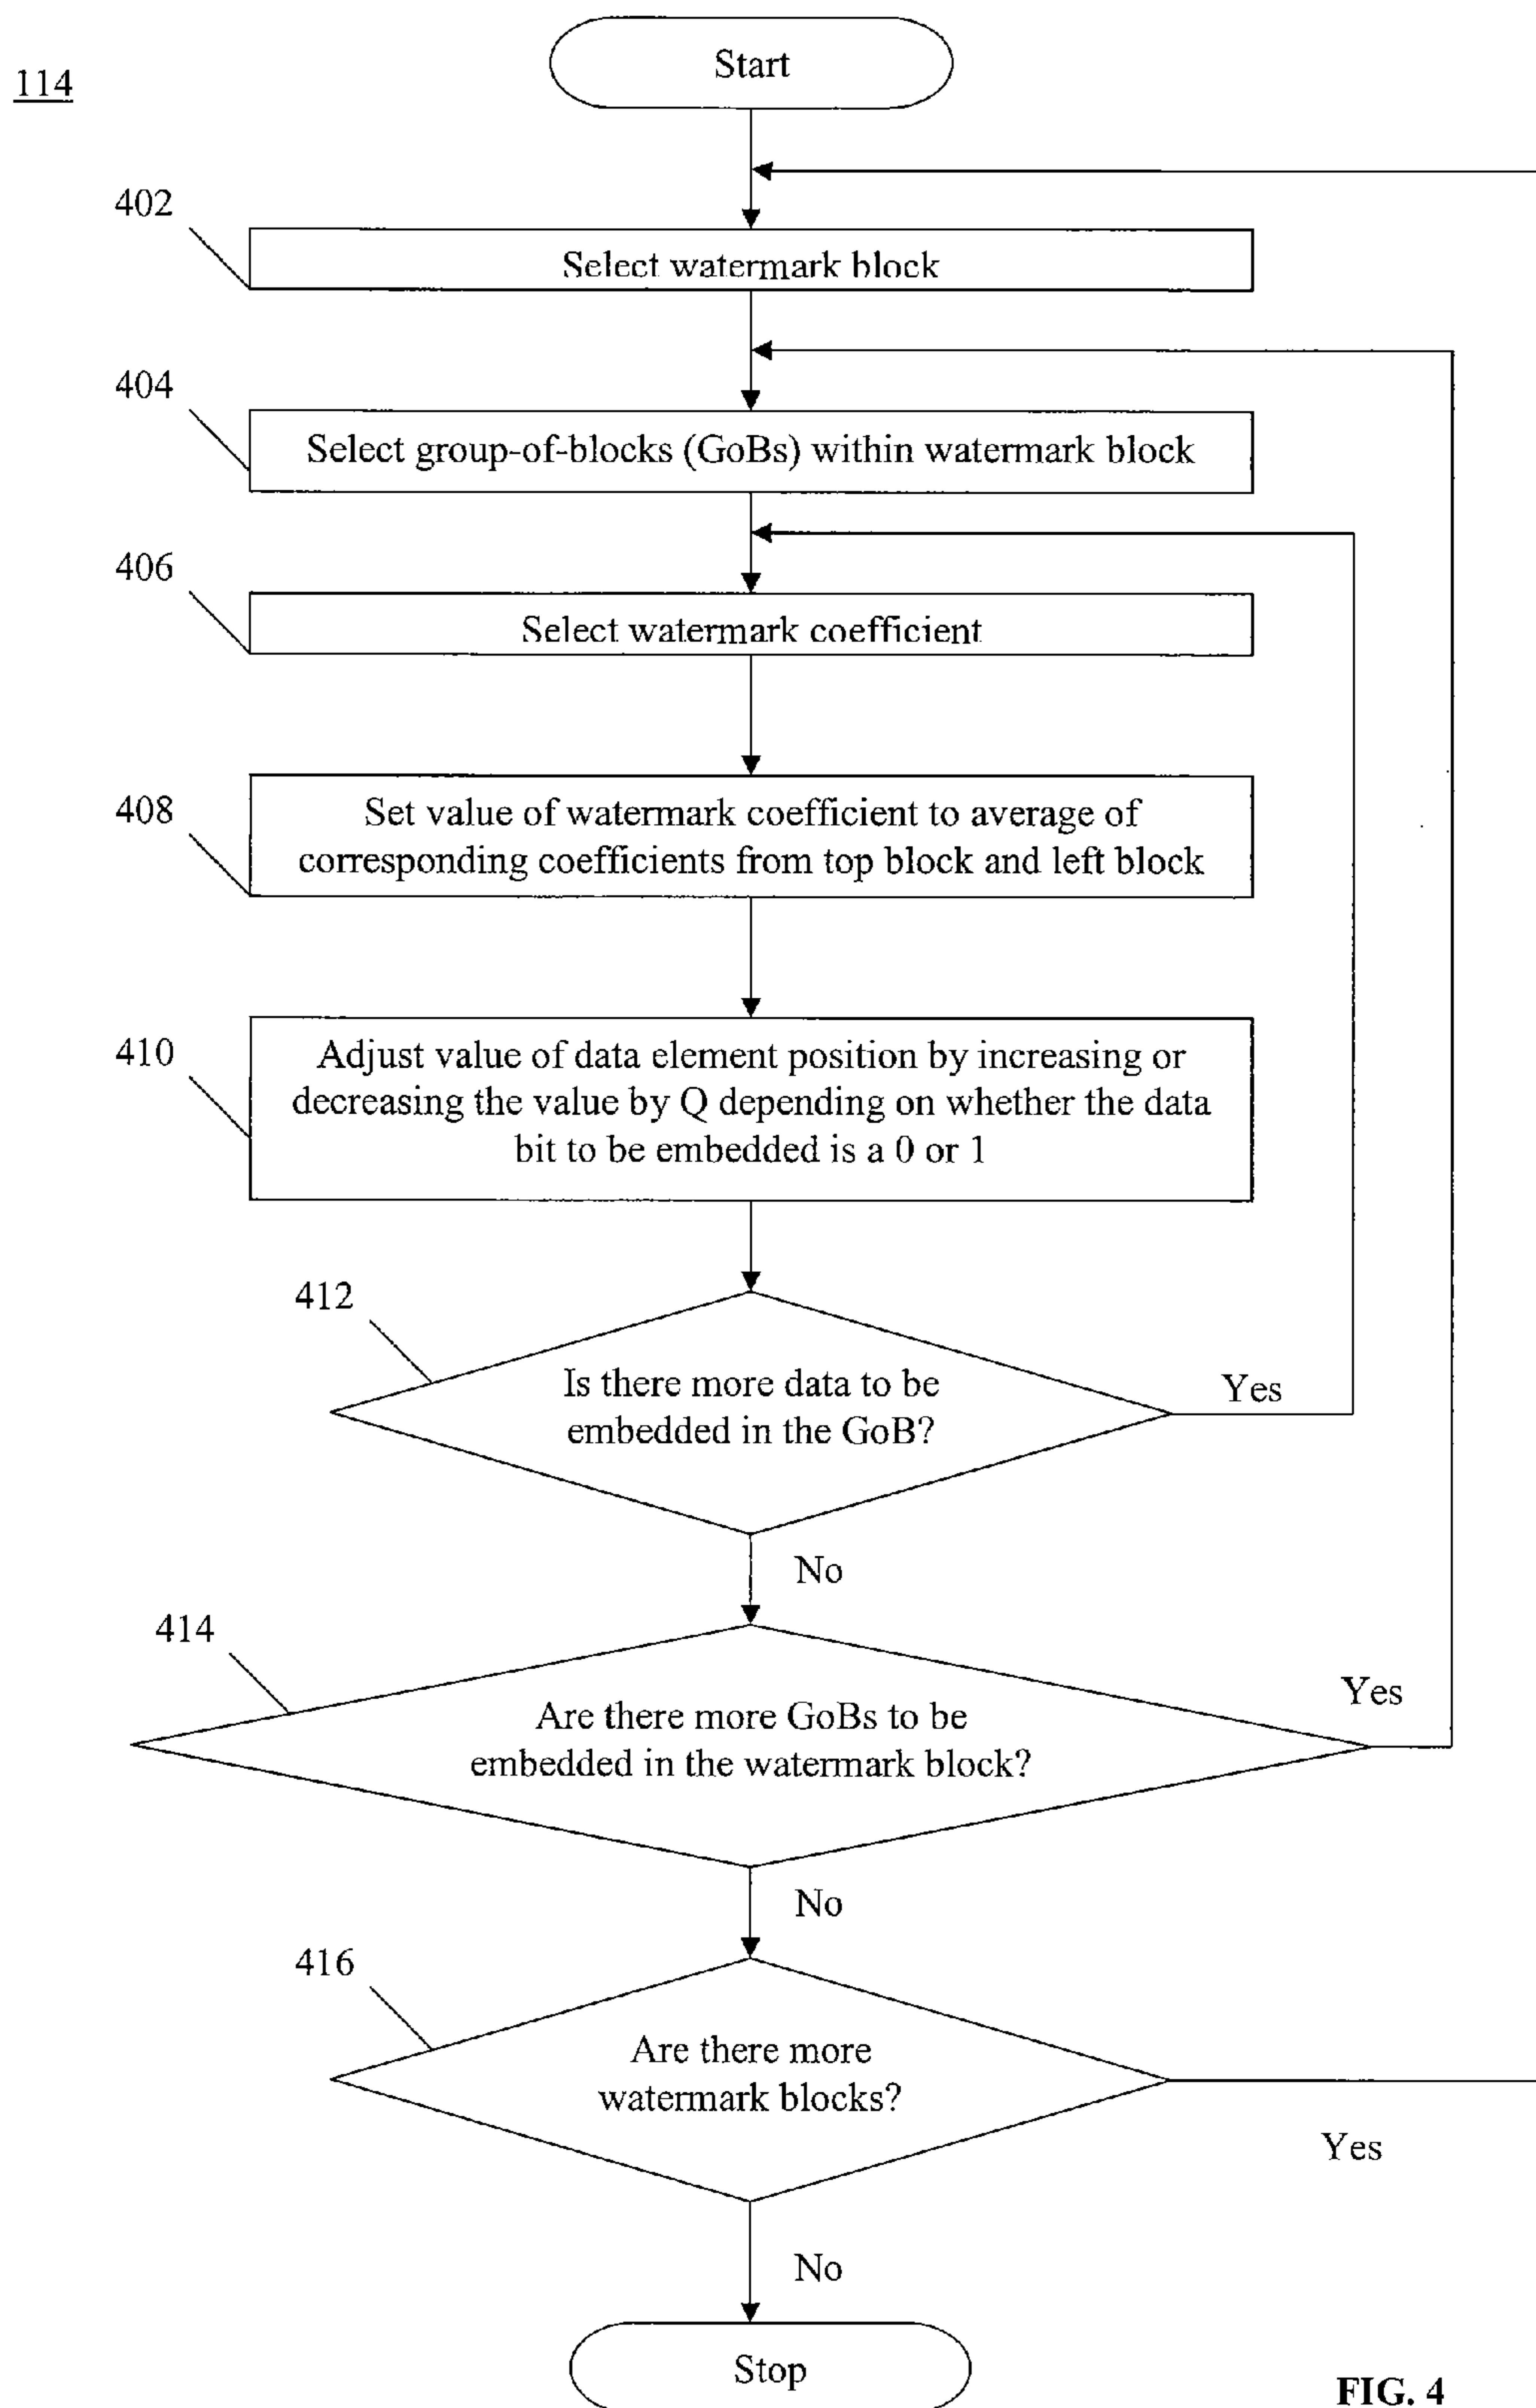 114
Start
402
Select watermark block
404
Select group-of-blocks (GoBs) within watermark block
406
Select watermark coefficient
408
Set value of watermark coefficient to average of
corresponding coefficients from top block and left block
410
Adjust value of data element position by increasing or
decreasing the value by Q depending on whether the data
bit to be embedded is a 0 or 1
412
Is there more data to be
embedded in the GoB?
Yes
No
414
Are there more GoBs to be
embedded in the watermark block?
Yes
No
416
Are there more
watermark blocks?
Yes
No
Stop
FIG. 4